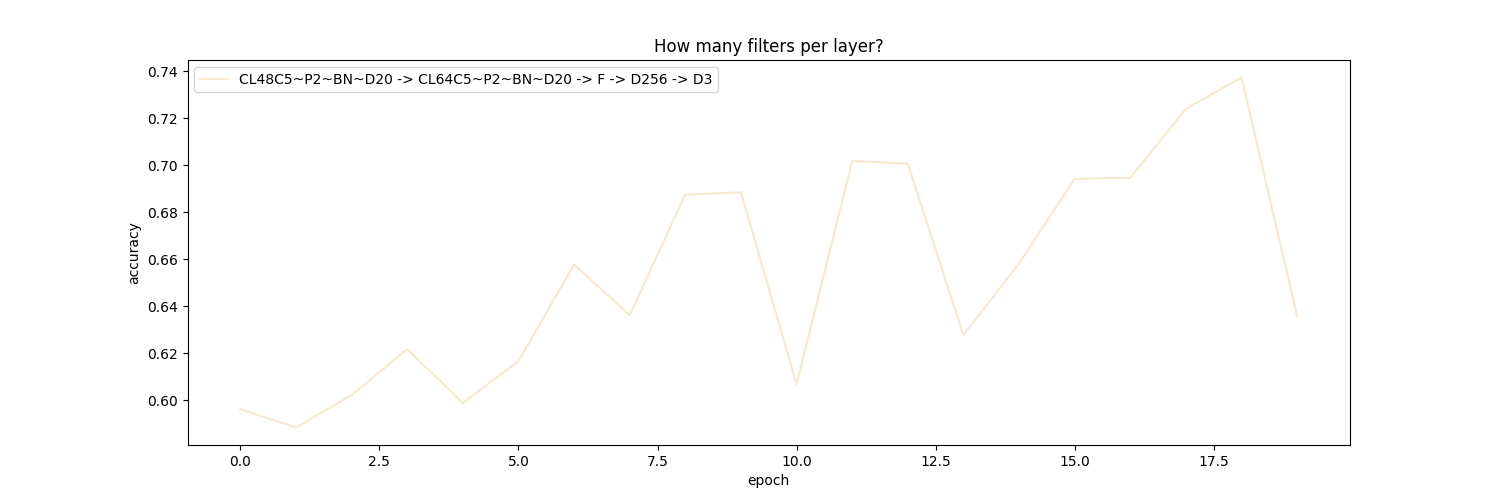 How many filters per layer?
CL48C5~P2~BN~D20 -> CL64C5~P2~BN~D20 -> F -> D256 -> D3
0.74
0.72
0.70
0.68
0.66
0.64
0.62
0.60
accuracy
0.0 2.5 5.0 7.5 10.0 12.5 15.0 17.5
epoch